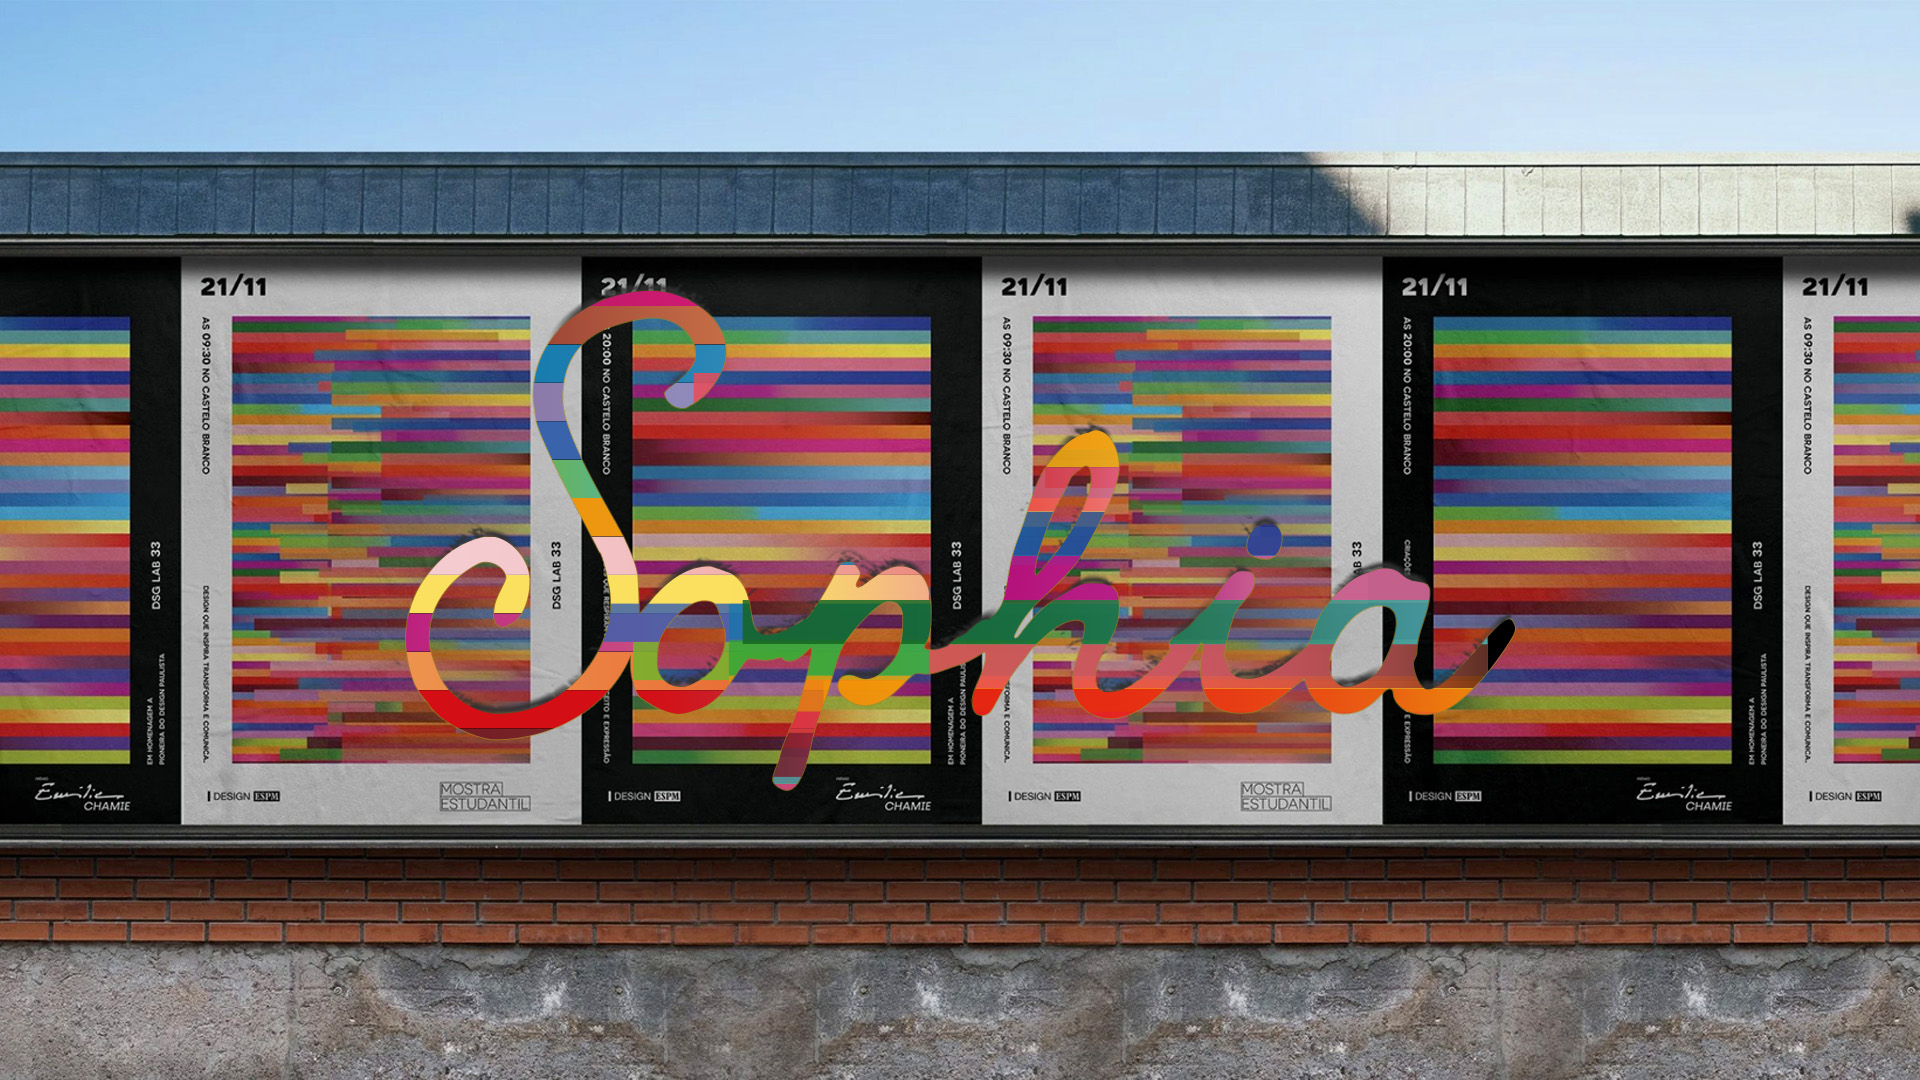 Sophia
DSG LAB 33
EM HOMENAGEM A
PIONEIRA DO DESIGN PAULISTA
Emilie
CHAMIE
21/11
AS 09:30 NO CASTELO BRANCO
DESIGN QUE INSPIRA TRANSFORMA E COMUNICA.
DSG LAB 33
DESIGN ESPM
MOSTRA
ESTUDANTIL
21/11
20:00 NO CASTELO BRANCO
DSG LAB 33
DESIGN ESPM
Emilie
CHAMIE
21/11
AS 09:30 NO CASTELO BRANCO
DESIGN ESPM
MOSTRA
ESTUDANTIL
21/11
AS 20:00 NO CASTELO BRANCO
E EXPRESSÃO
DSG LAB 33
EM HOMENAGEM A
PIONEIRA DO DESIGN PAULISTA
DESIGN ESPM
Emilie
CHAMIE
21/11
AS 09:30 NO CASTELO BRANCO
DESIGN QUE INSPIRA TRANSFORMA E COMUNICA.
DESIGN ESPM